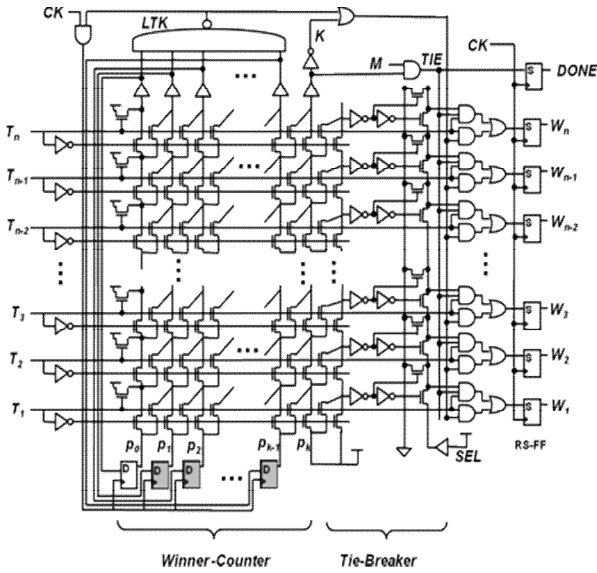 CK
LTK
K
CK
M
TIE
S
DONE
Tn
S
Wn
Tn-1
S
Wn-1
Tn-2
S
Wn-2
T3
S
W3
T2
S
W2
T1
S
W1
p0 p1 p2 pk-1 pk
RS-FF
D D D D
SEL
Winner-Counter
Tie-Breaker